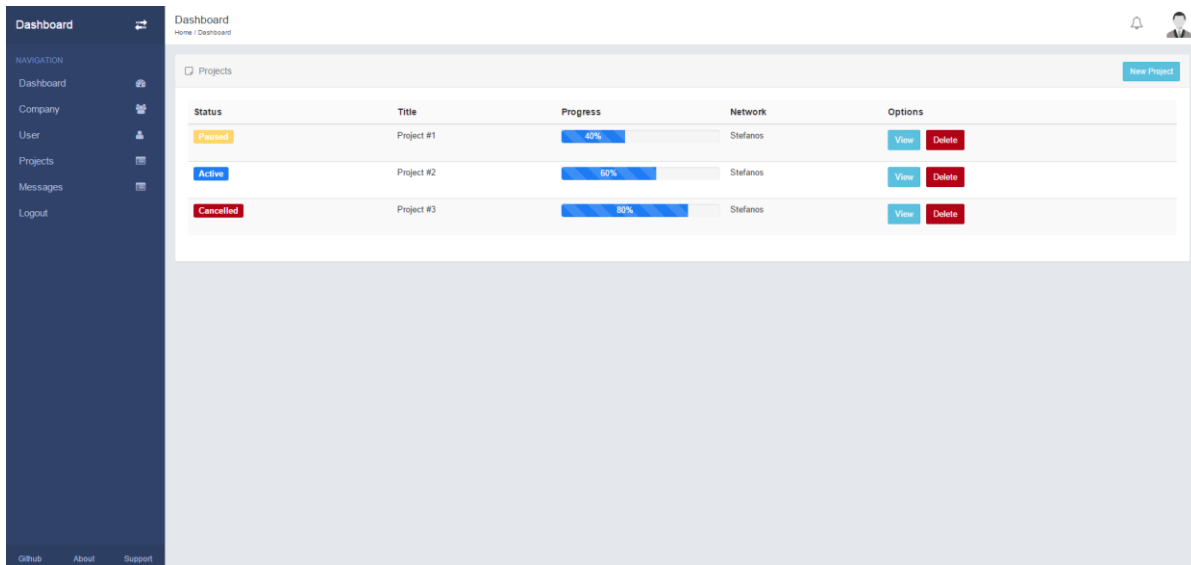 Dashboard
NAVIGATION
Dashboard
Company
User
Projects
Messages
Logout
Github About Support
Dashboard
Home / Dashboard
Projects New Project
Status Title Progress Network Options
Paused Project #1 40% Stefanos View Delete
Active Project #2 60% Stefanos View Delete
Cancelled Project #3 80% Stefanos View Delete